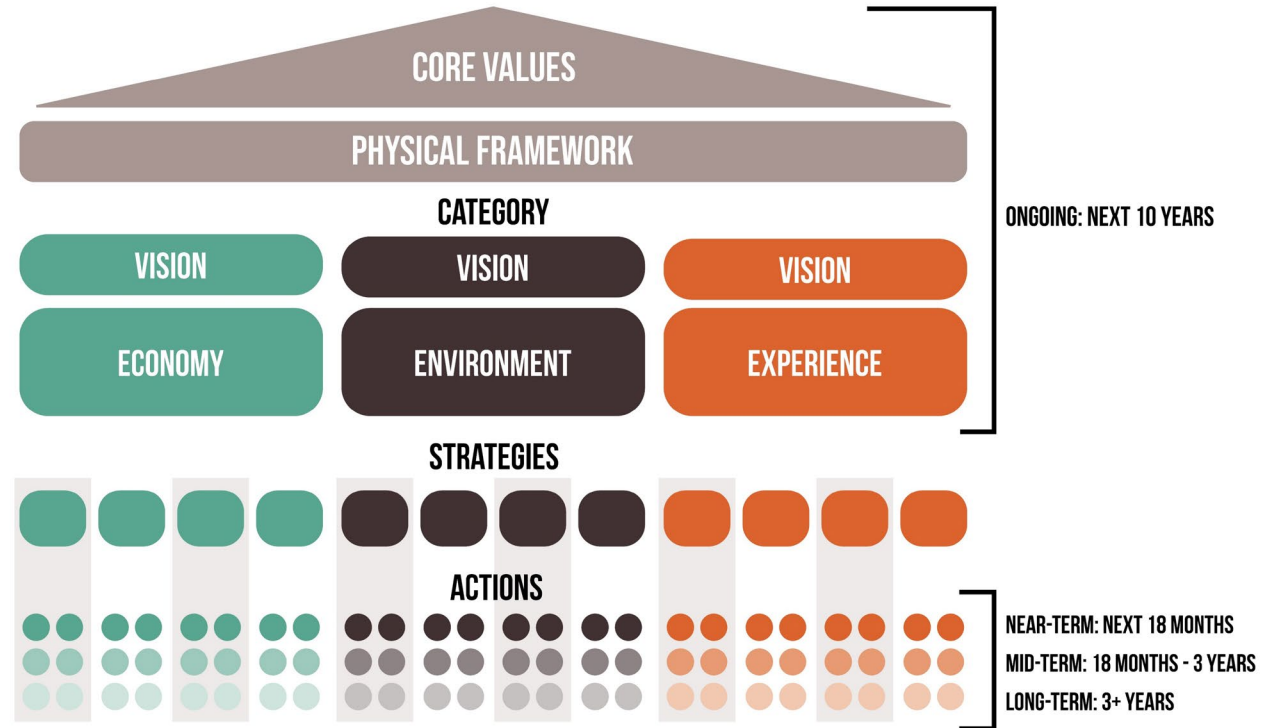 CORE VALUES
PHYSICAL FRAMEWORK
CATEGORY
ONGOING: NEXT 10 YEARS
VISION
VISION
VISION
ECONOMY
ENVIRONMENT
EXPERIENCE
STRATEGIES
ACTIONS
NEAR-TERM: NEXT 18 MONTHS
MID-TERM: 18 MONTHS - 3 YEARS
LONG-TERM: 3+ YEARS